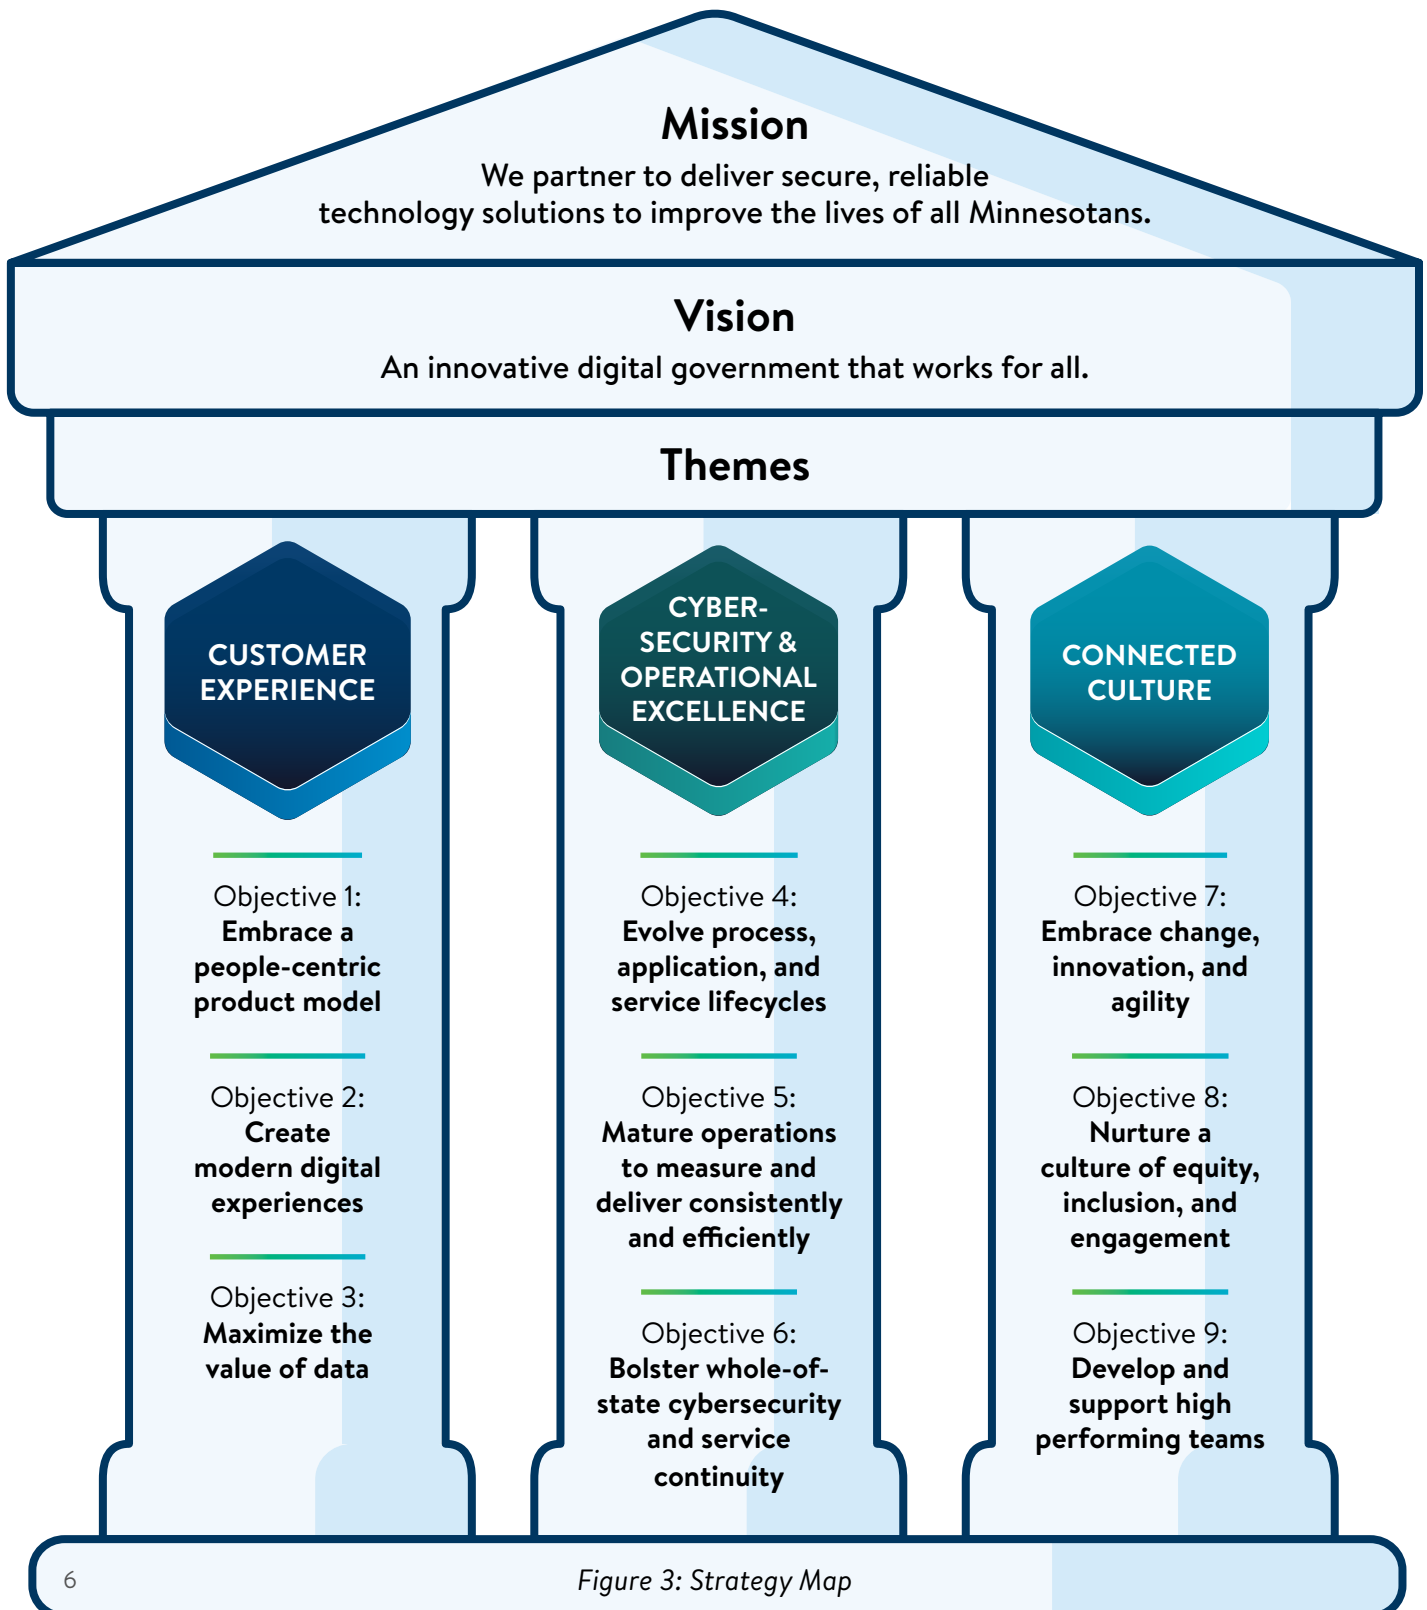 Mission
We partner to deliver secure, reliable
technology solutions to improve the lives of all Minnesotans.
Vision
An innovative digital government that works for all.
Themes
CUSTOMER
EXPERIENCE
Objective 1:
Embrace a
people-centric
product model
Objective 2:
Create
modern digital
experiences
Objective 3:
Maximize the
value of data
CYBER-
SECURITY &
OPERATIONAL
EXCELLENCE
Objective 4:
Evolve process,
application, and
service lifecycles
Objective 5:
Mature operations
to measure and
deliver consistently
and efficiently
Objective 6:
Bolster whole-of-
state cybersecurity
and service
continuity
CONNECTED
CULTURE
Objective 7:
Embrace change,
innovation, and
agility
Objective 8:
Nurture a
culture of equity,
inclusion, and
engagement
Objective 9:
Develop and
support high
performing teams
6
Figure 3: Strategy Map